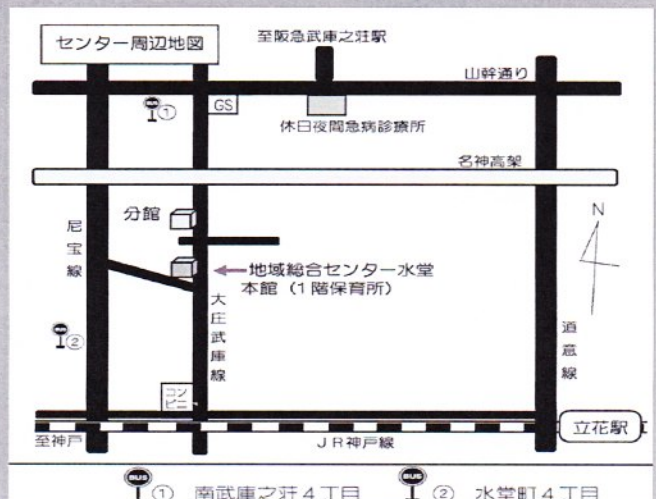 センター周辺地図
至阪急武庫之荘駅
山幹通り
BUS
①
GS
休日夜間急病診療所
名神高架
分館
尼宝線
N
地域総合センター水堂
本館（1階保育所）
大庄武庫線
道意線
BUS
②
コンビニ
立花駅
至神戸
JR神戸線
BUS ① 南武庫之荘4丁目 BUS ② 水堂町4丁目